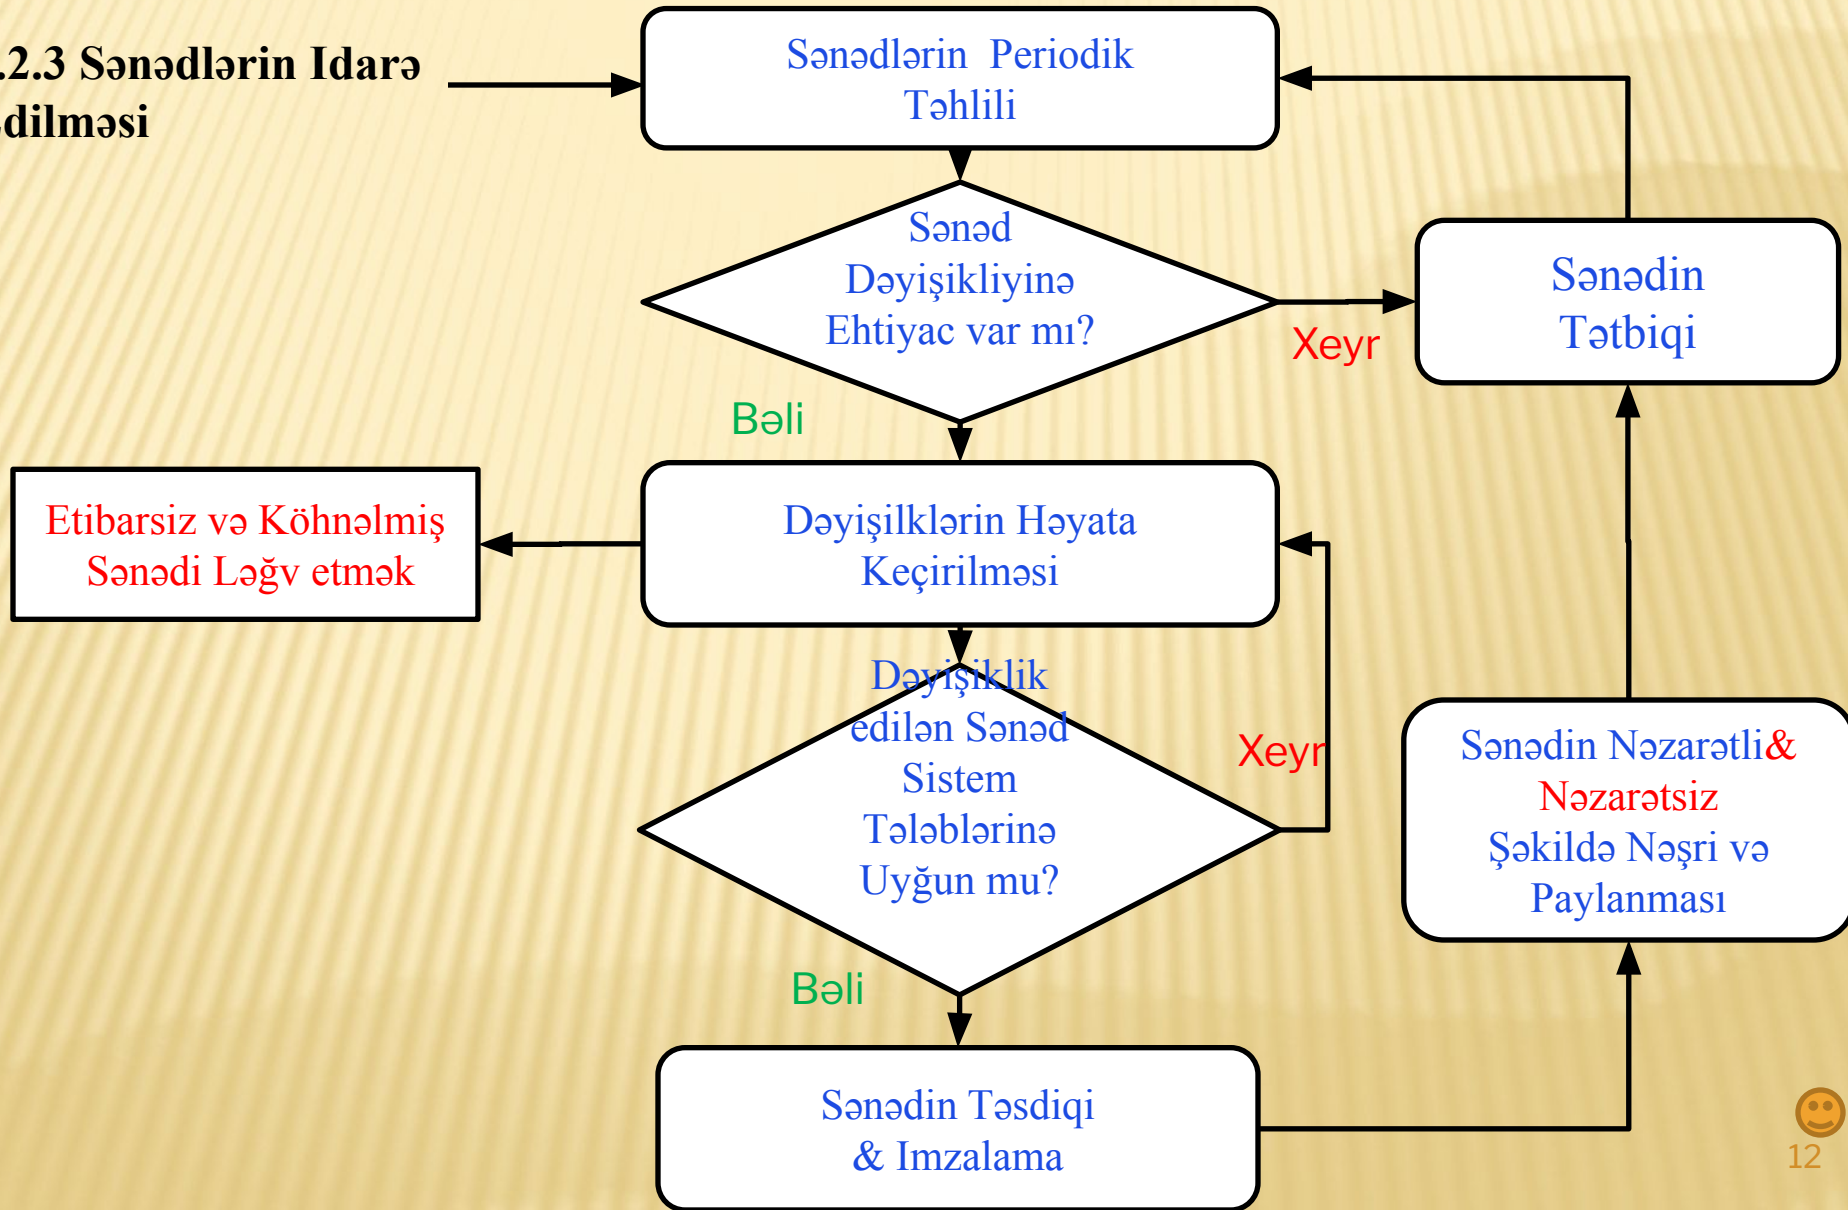 .2.3 Sənədlərin Idarə
dilməsi
Sənədlərin Periodik
Təhlili
Sənəd
Dəyişikliyinə
Ehtiyac var mı?
Xeyr
Sənədin
Tətbiqi
Bəli
Etibarsiz və Köhnəlmiş
Sənədi Ləğv etmək
Dəyişilklərin Həyata
Keçirilməsi
Dəyişiklik
edilən Sənəd
Sistem
Tələblərinə
Uyğun mu?
Xeyr
Sənədin Nəzarətli&
Nəzarətsiz
Şəkildə Nəşri və
Paylanması
Bəli
Sənədin Təsdiqi
& Imzalama
12